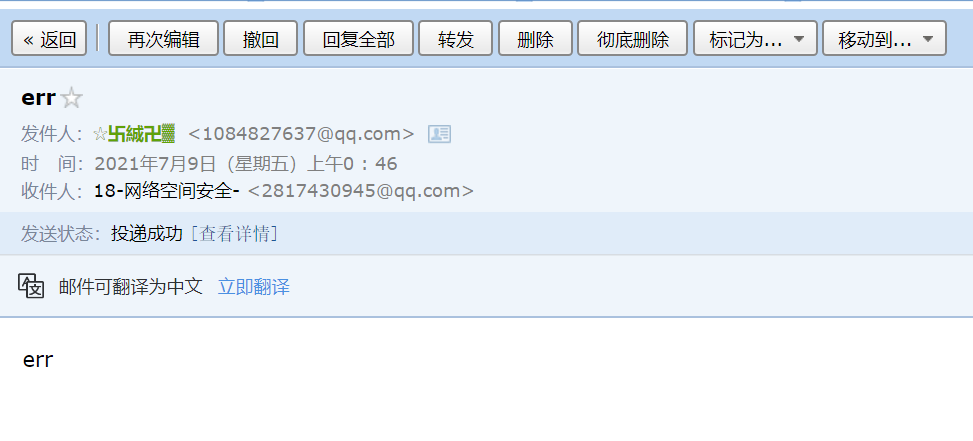 « 返回 再次编辑 撤回 回复全部 转发 删除 彻底删除 标记为... 移动到...
err
发件人: ☆卐絨卍▓ <1084827637@qq.com>
时 间: 2021年7月9日 (星期五) 上午0 : 46
收件人: 18-网络空间安全- <2817430945@qq.com>
发送状态: 投递成功 [查看详情]
邮件可翻译为中文 立即翻译
err